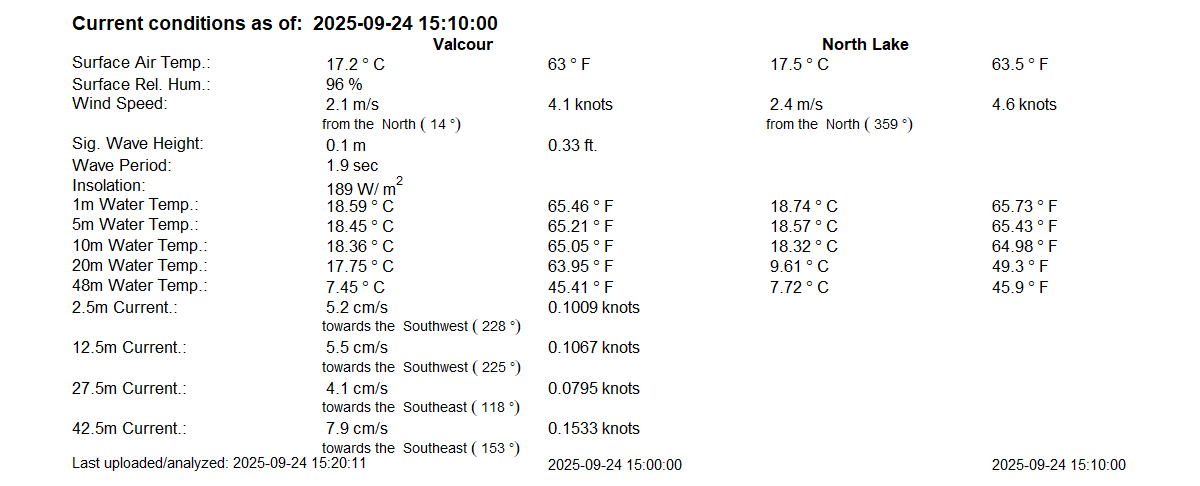 Current conditions as of: 2025-09-24 15:10:00
Valcour North Lake
Surface Air Temp.: 17.2 ° C 63 ° F 17.5 ° C 63.5 ° F
Surface Rel. Hum.: 96 %
Wind Speed: 2.1 m/s 4.1 knots 2.4 m/s 4.6 knots
from the North ( 14 °) from the North ( 359 °)
Sig. Wave Height: 0.1 m 0.33 ft.
Wave Period: 1.9 sec
Insolation: 189 W/ m2
1m Water Temp.: 18.59 ° C 65.46 ° F 18.74 ° C 65.73 ° F
5m Water Temp.: 18.45 ° C 65.21 ° F 18.57 ° C 65.43 ° F
10m Water Temp.: 18.36 ° C 65.05 ° F 18.32 ° C 64.98 ° F
20m Water Temp.: 17.75 ° C 63.95 ° F 9.61 ° C 49.3 ° F
48m Water Temp.: 7.45 ° C 45.41 ° F 7.72 ° C 45.9 ° F
2.5m Current.: 5.2 cm/s 0.1009 knots
towards the Southwest ( 228 °)
12.5m Current.: 5.5 cm/s 0.1067 knots
towards the Southwest ( 225 °)
27.5m Current.: 4.1 cm/s 0.0795 knots
towards the Southeast ( 118 °)
42.5m Current.: 7.9 cm/s 0.1533 knots
towards the Southeast ( 153 °)
Last uploaded/analyzed: 2025-09-24 15:20:11 2025-09-24 15:00:00 2025-09-24 15:10:00